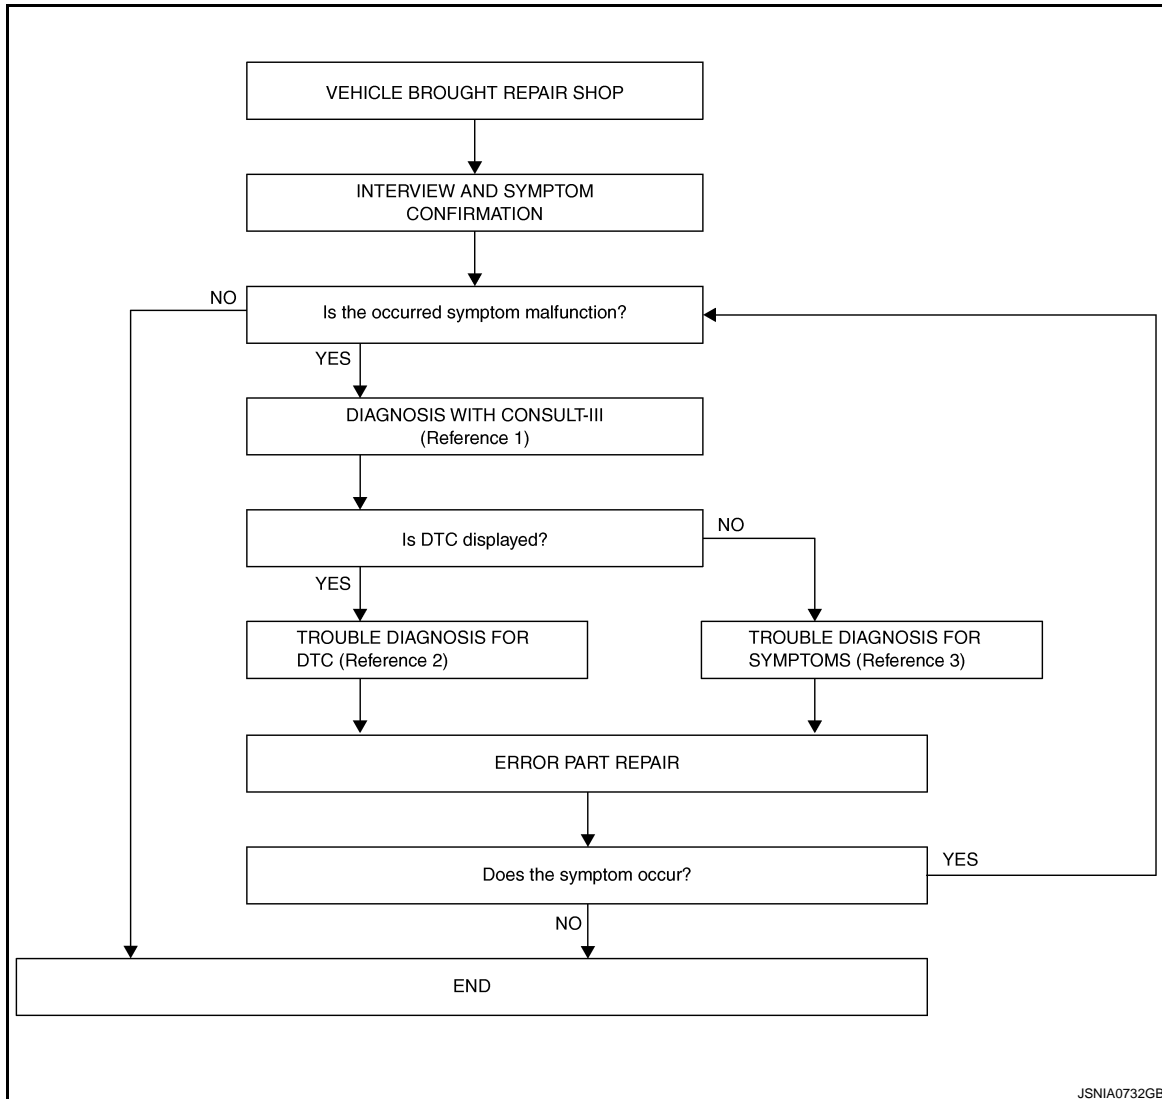 VEHICLE BROUGHT REPAIR SHOP
INTERVIEW AND SYMPTOM
CONFIRMATION
NO
Is the occurred symptom malfunction?
YES
DIAGNOSIS WITH CONSULT-III
(Reference 1)
Is DTC displayed?
NO
YES
TROUBLE DIAGNOSIS FOR
DTC (Reference 2)
TROUBLE DIAGNOSIS FOR
SYMPTOMS (Reference 3)
ERROR PART REPAIR
Does the symptom occur?
YES
NO
END
JSNIA0732GB